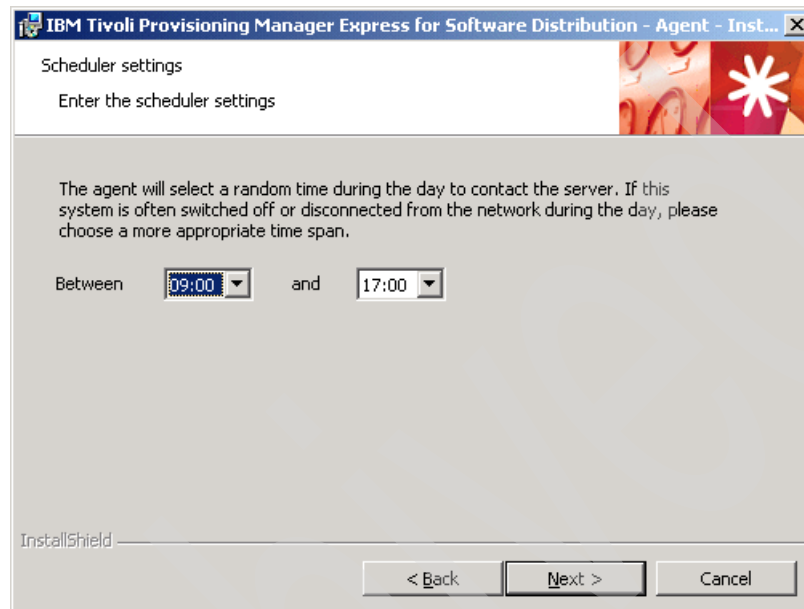 IBM Tivoli Provisioning Manager Express for Software Distribution - Agent - Inst...
Scheduler settings
Enter the scheduler settings
The agent will select a random time during the day to contact the server. If this
system is often switched off or disconnected from the network during the day, please
choose a more appropriate time span.
Between 09:00 and 17:00
InstallShield
< Back Next > Cancel